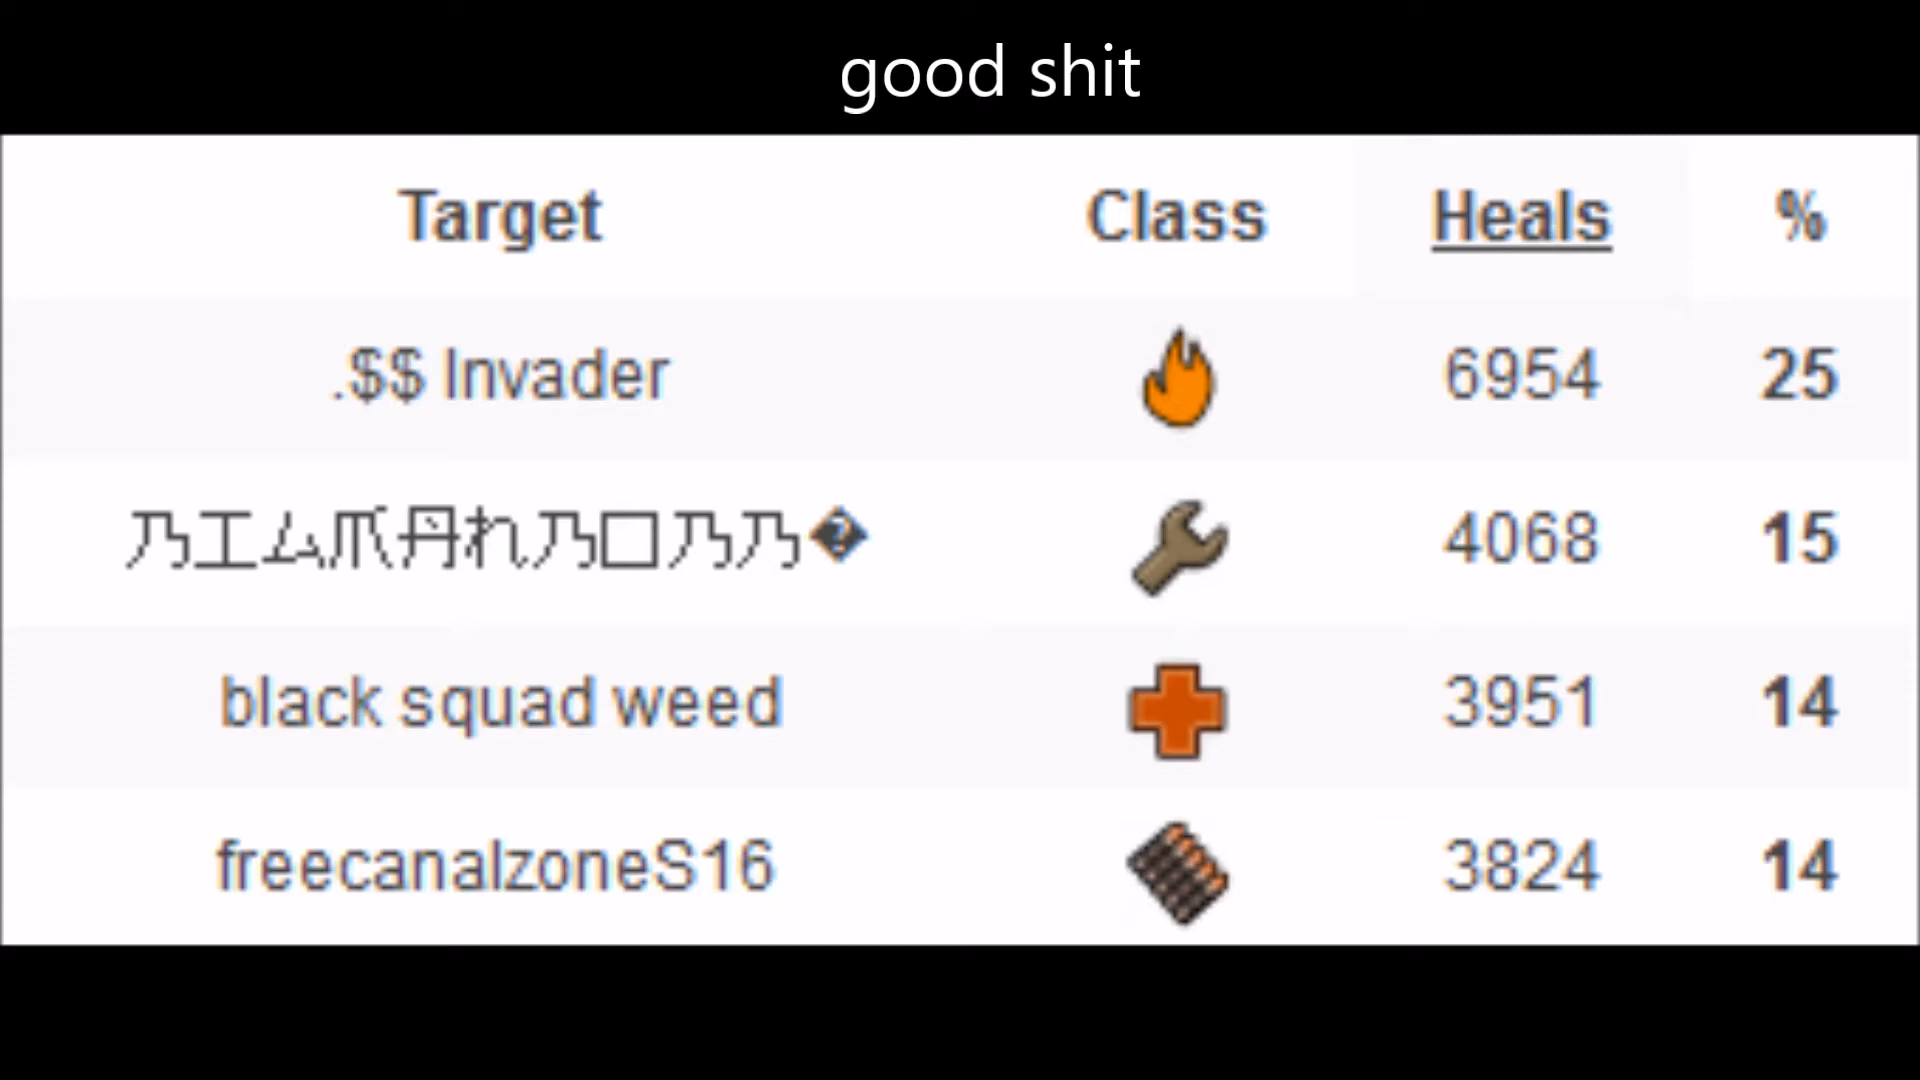 good shit
Target Class Heals %
.$$ Invader 6954 25
乃工ム爪丹れ乃口乃乃� 4068 15
black squad weed 3951 14
freecanalzoneS16 3824 14